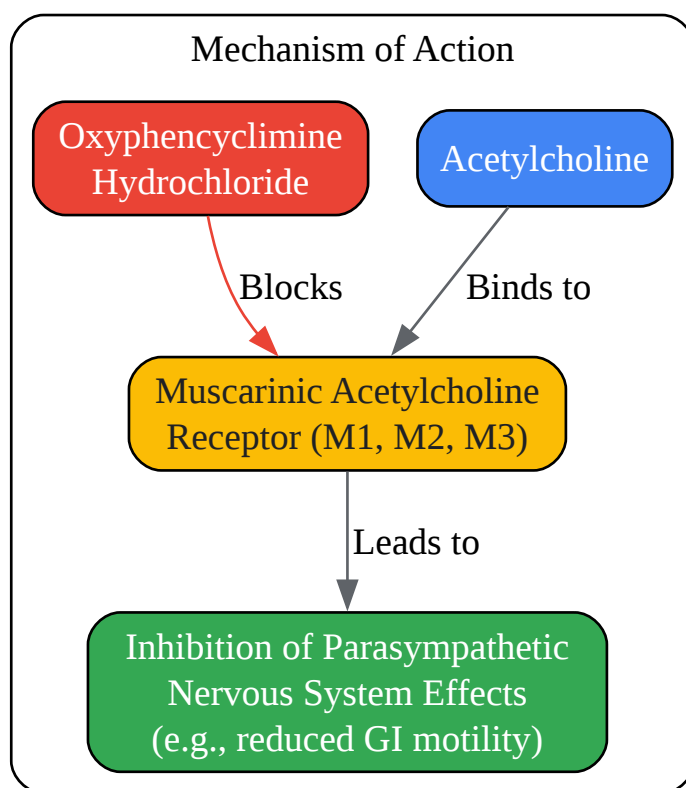 Mechanism of Action
Oxyphencyclimine
Hydrochloride
Acetylcholine
Blocks
Binds to
Muscarinic Acetylcholine
Receptor (M1, M2, M3)
Leads to
Inhibition of Parasympathetic
Nervous System Effects
(e.g., reduced GI motility)